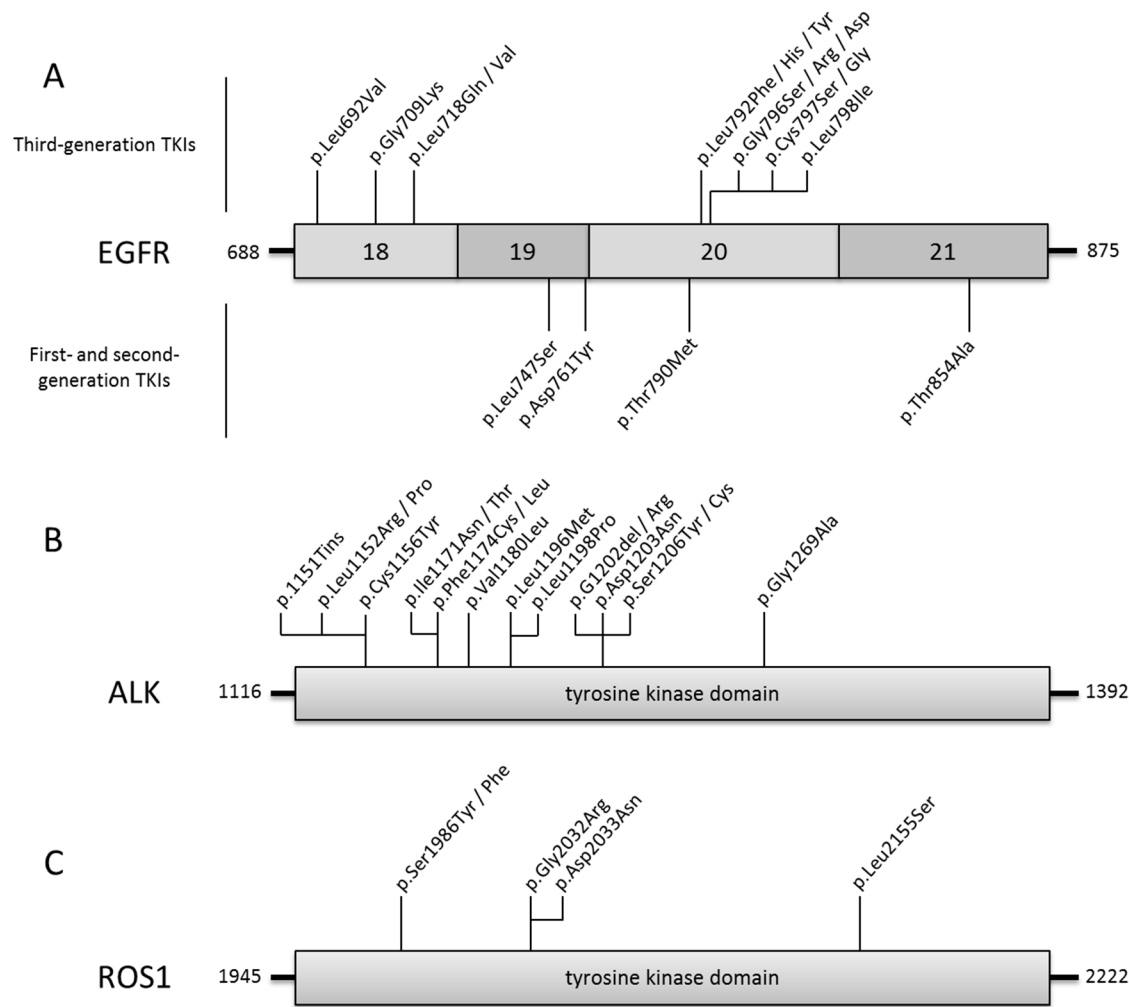 A
Third-generation TKIs
p.Leu692Val
p.Gly709Lys
p.Leu718Gln / Val
p.Leu792Phe / His / Tyr
p.Gly796Ser / Arg / Asp
p.Cys797Ser / Gly
p.Leu798Ile
EGFR
688
18
19
20
21
875
First- and second-
generation TKIs
p.Leu747Ser
p.Asp761Tyr
p.Thr790Met
p.Thr854Ala
B
p.1151Tins
p.Leu1152Arg / Pro
p.Cys1156Tyr
p.Ile1171Asn / Thr
p.Phe1174Cys / Leu
p.Val1180Leu
p.Leu1196Met
p.Leu1198Pro
p.G1202del / Arg
p.Asp1203Asn
p.Ser1206Tyr / Cys
p.Gly1269Ala
ALK
1116
tyrosine kinase domain
1392
C
p.Ser1986Tyr / Phe
p.Gly2032Arg
p.Asp2033Asn
p.Leu2155Ser
ROS1
1945
tyrosine kinase domain
2222